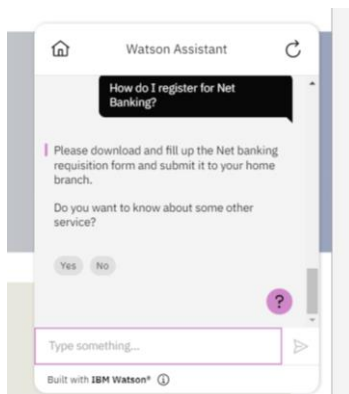 Watson Assistant
How do I register for Net
Banking?
Please download and fill up the Net banking
requisition form and submit it to your home
branch.
Do you want to know about some other
service?
Yes No
?
Type something...
Built with IBM Watson®